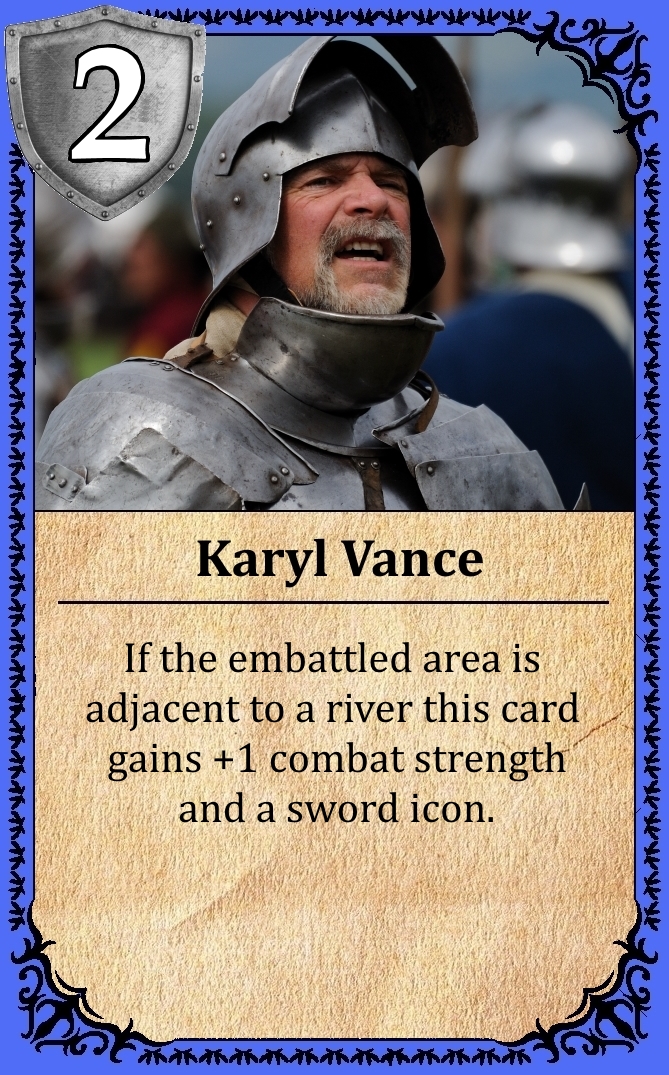 2
Karyl Vance
If the embattled area is
adjacent to a river this card
gains +1 combat strength
and a sword icon.